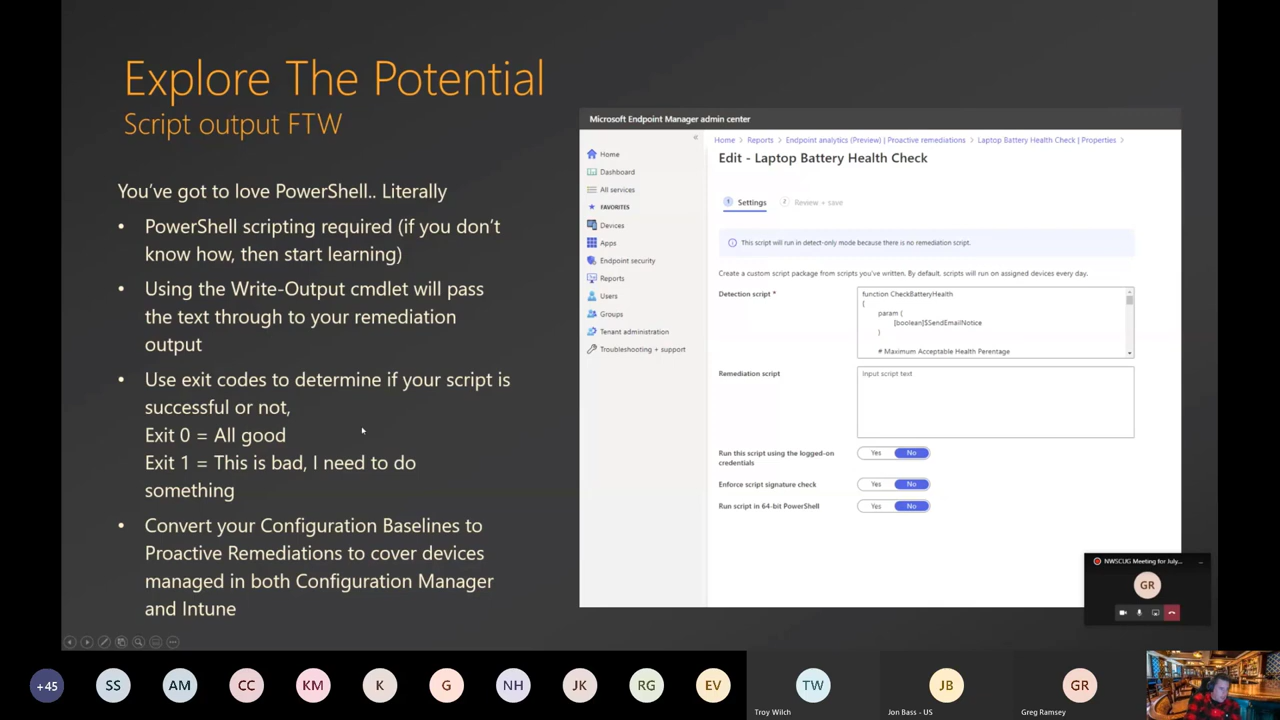 Explore The Potential
Script output FTW
You've got to love PowerShell.. Literally
• PowerShell scripting required (if you don't
know how, then start learning)
• Using the Write-Output cmdlet will pass
the text through to your remediation
output
• Use exit codes to determine if your script is
successful or not,
Exit 0 = All good
Exit 1 = This is bad, I need to do
something
• Convert your Configuration Baselines to
Proactive Remediations to cover devices
managed in both Configuration Manager
and Intune
Microsoft Endpoint Manager admin center
Home
Dashboard
All services
FAVORITES
Devices
Apps
Endpoint security
Reports
Users
Groups
Tenant administration
Troubleshooting + support
Home > Reports > Endpoint analytics (Preview) | Proactive remediations > Laptop Battery Health Check | Properties >
Edit - Laptop Battery Health Check
1 Settings 2 Review + save
This script will run in detect-only mode because there is no remediation script.
Create a custom script package from scripts you've written. By default, scripts will run on assigned devices every day.
Detection script *
function CheckBatteryHealth
{
param (
[boolean]$SendEmailNotice
)
# Maximum Acceptable Health Perentage
Remediation script
Input script text
Run this script using the logged-on
credentials
Yes No
Enforce script signature check
Yes No
Run script in 64-bit PowerShell
Yes No
NWSCUG Meeting for July...
GR
+45 SS AM CC KM K G NH JK RG EV TW JB GR
Troy Wilch Jon Bass - US Greg Ramsey